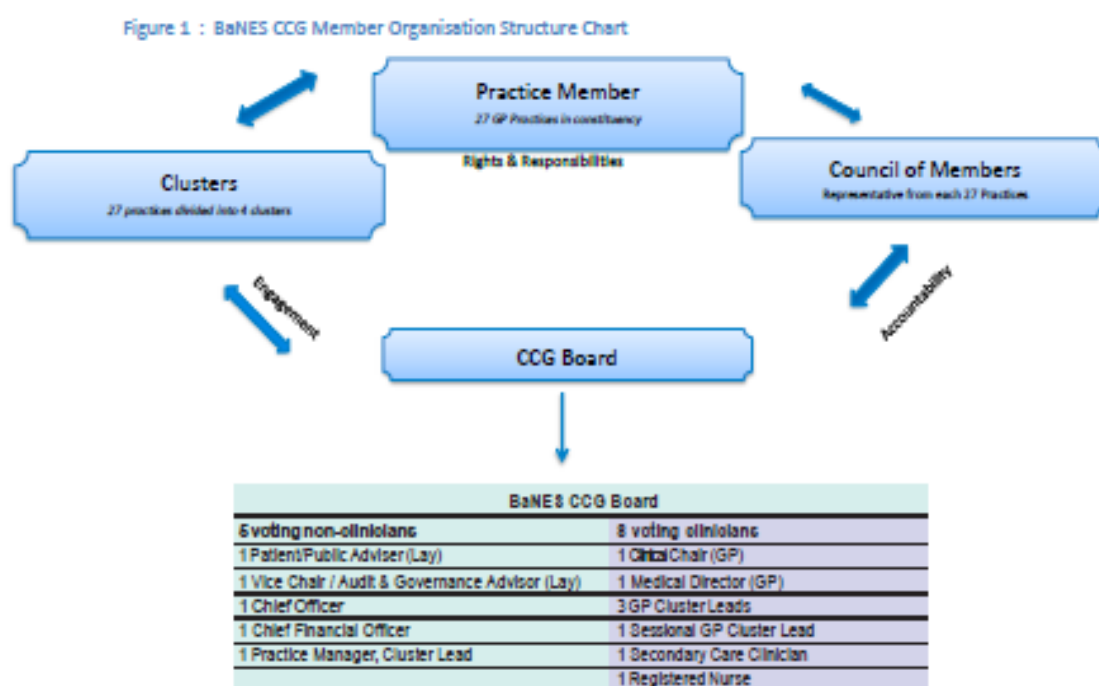 Figure 1 : BaNES CCG Member Organisation Structure Chart
Practice Member
27 GP Practices in constituency
Rights & Responsibilities
Clusters
27 practices divided into 4 clusters
Council of Members
Representative from each 27 Practices
Engagement
Accountability
CCG Board
BaNES CCG Board
5 voting non-clinicians
8 voting clinicians
1 Patient/Public Adviser (Lay)
1 Clinical Chair (GP)
1 Vice Chair / Audit & Governance Advisor (Lay)
1 Medical Director (GP)
1 Chief Officer
3 GP Cluster Leads
1 Chief Financial Officer
1 Sessional GP Cluster Lead
1 Practice Manager, Cluster Lead
1 Secondary Care Clinician
1 Registered Nurse